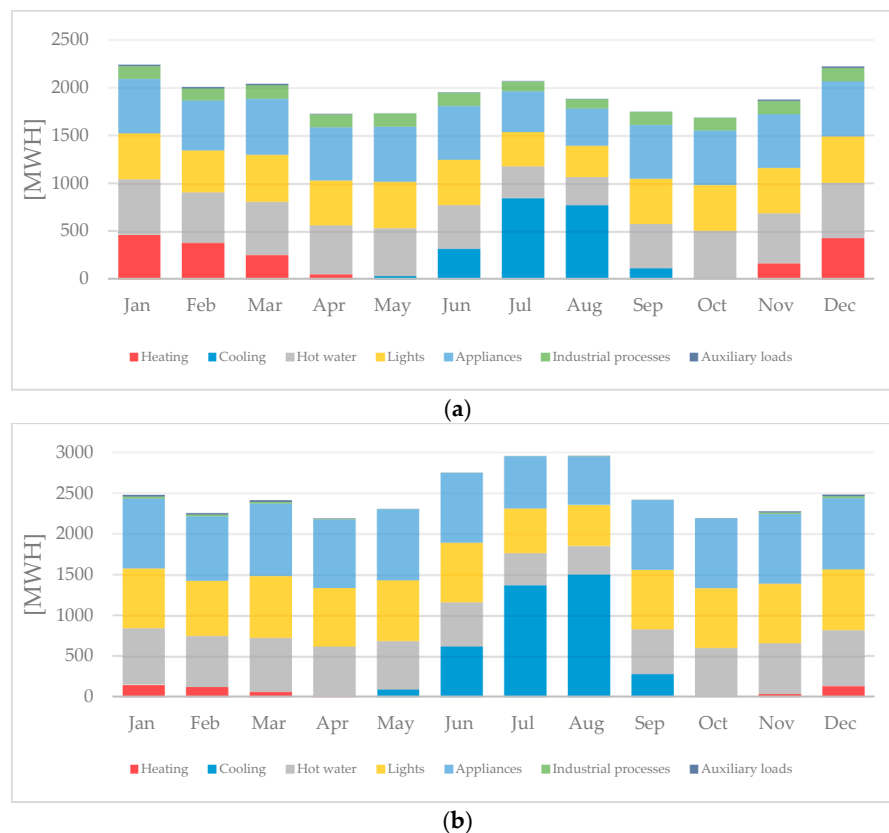 2500
2000
1500
1000
500
0
[MWH]
Jan Feb Mar Apr May Jun Jul Aug Sep Oct Nov Dec
Heating Cooling Hot water Lights Appliances Industrial processes Auxiliary loads
(a)
3000
2500
2000
1500
1000
500
0
[MWH]
Jan Feb Mar Apr May Jun Jul Aug Sep Oct Nov Dec
Heating Cooling Hot water Lights Appliances Industrial processes Auxiliary loads
(b)